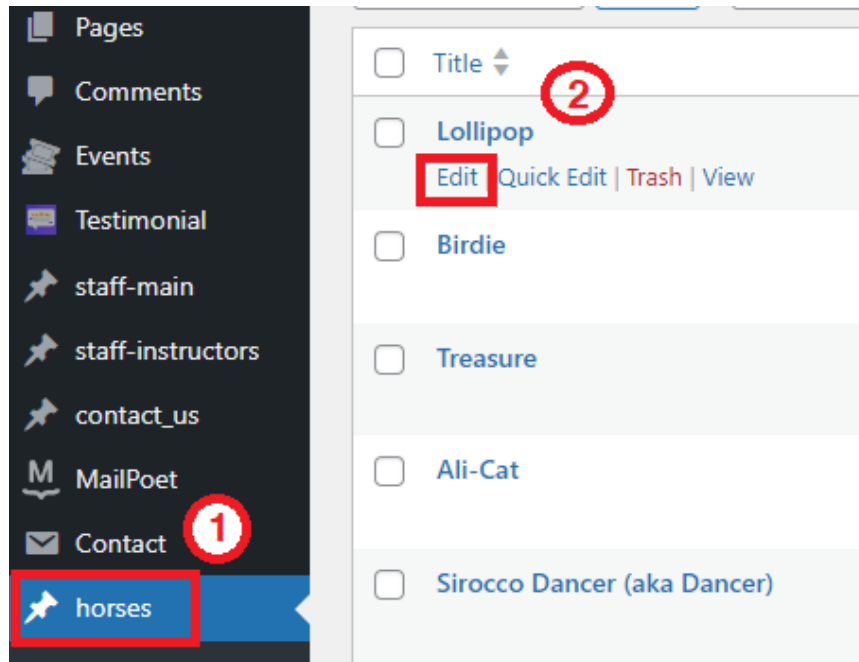 Pages
Comments
Events
Testimonial
staff-main
staff-instructors
contact_us
MailPoet
Contact
1
horses
Title
2
Lollipop
Edit | Quick Edit | Trash | View
Birdie
Treasure
Ali-Cat
Sirocco Dancer (aka Dancer)